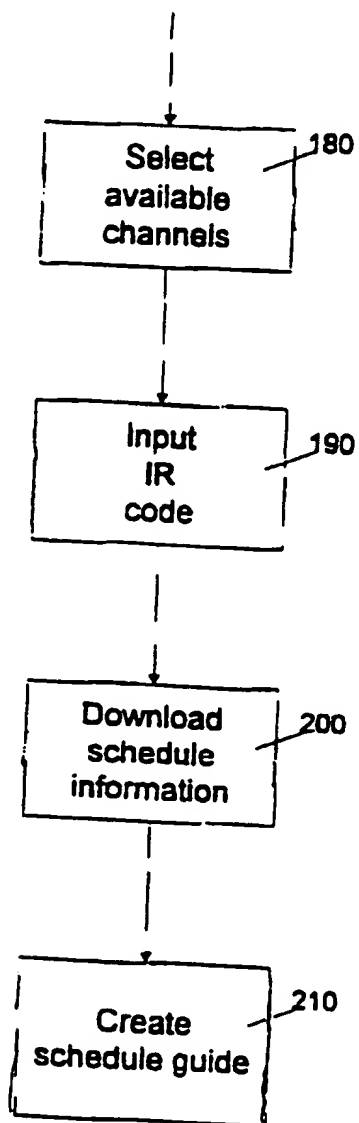 180
Select
available
channels
190
Input
IR
code
200
Download
schedule
information
210
Create
schedule guide